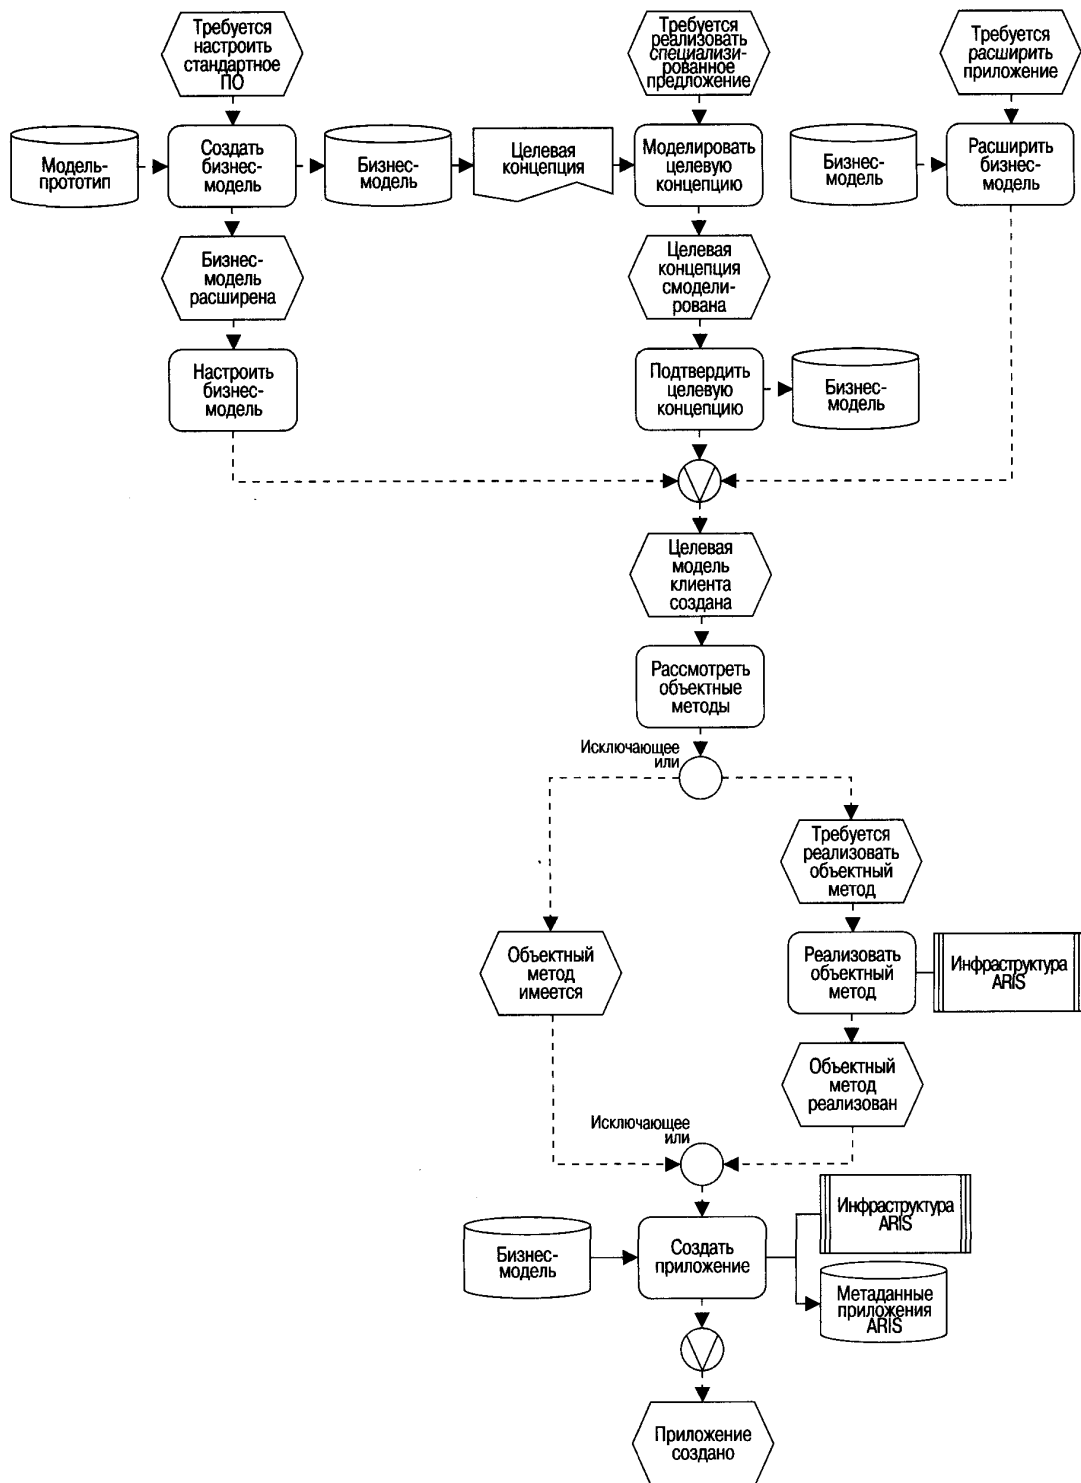 Требуется
настроить
стандартное
ПО
Требуется
реализовать
специализи-
рованное
предложение
Требуется
расширить
приложение
Модель-
прототип
Создать
бизнес-
модель
Бизнес-
модель
Целевая
концепция
Моделировать
целевую
концепцию
Бизнес-
модель
Расширить
бизнес-
модель
Бизнес-
модель
расширена
Целевая
концепция
смодели-
рована
Настроить
бизнес-
модель
Подтвердить
целевую
концепцию
Бизнес-
модель
Целевая
модель
клиента
создана
Рассмотреть
объектные
методы
Исключающее
или
Требуется
реализовать
объектный
метод
Объектный
метод
имеется
Реализовать
объектный
метод
Инфраструктура
ARIS
Объектный
метод
реализован
Исключающее
или
Бизнес-
модель
Создать
приложение
Инфраструктура
ARIS
Метаданные
приложения
ARIS
Приложение
создано